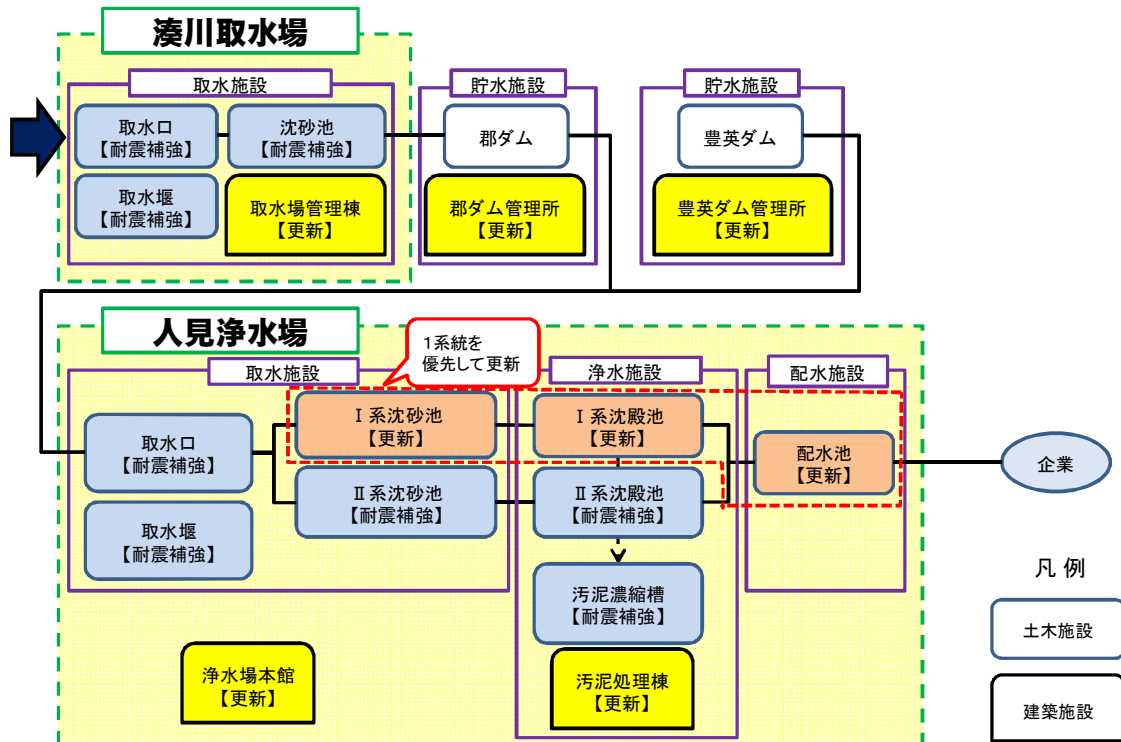 湊川取水場
取水施設
貯水施設
貯水施設
取水口
【耐震補強】
沈砂池
【耐震補強】
郡ダム
豊英ダム
取水堰
【耐震補強】
取水場管理棟
【更新】
郡ダム管理所
【更新】
豊英ダム管理所
【更新】
人見浄水場
1系統を
優先して更新
取水施設
浄水施設
配水施設
Ⅰ系沈砂池
【更新】
Ⅰ系沈殿池
【更新】
取水口
【耐震補強】
配水池
【更新】
企業
Ⅱ系沈砂池
【耐震補強】
Ⅱ系沈殿池
【耐震補強】
取水堰
【耐震補強】
汚泥濃縮槽
【耐震補強】
浄水場本館
【更新】
汚泥処理棟
【更新】
凡 例
土木施設
建築施設